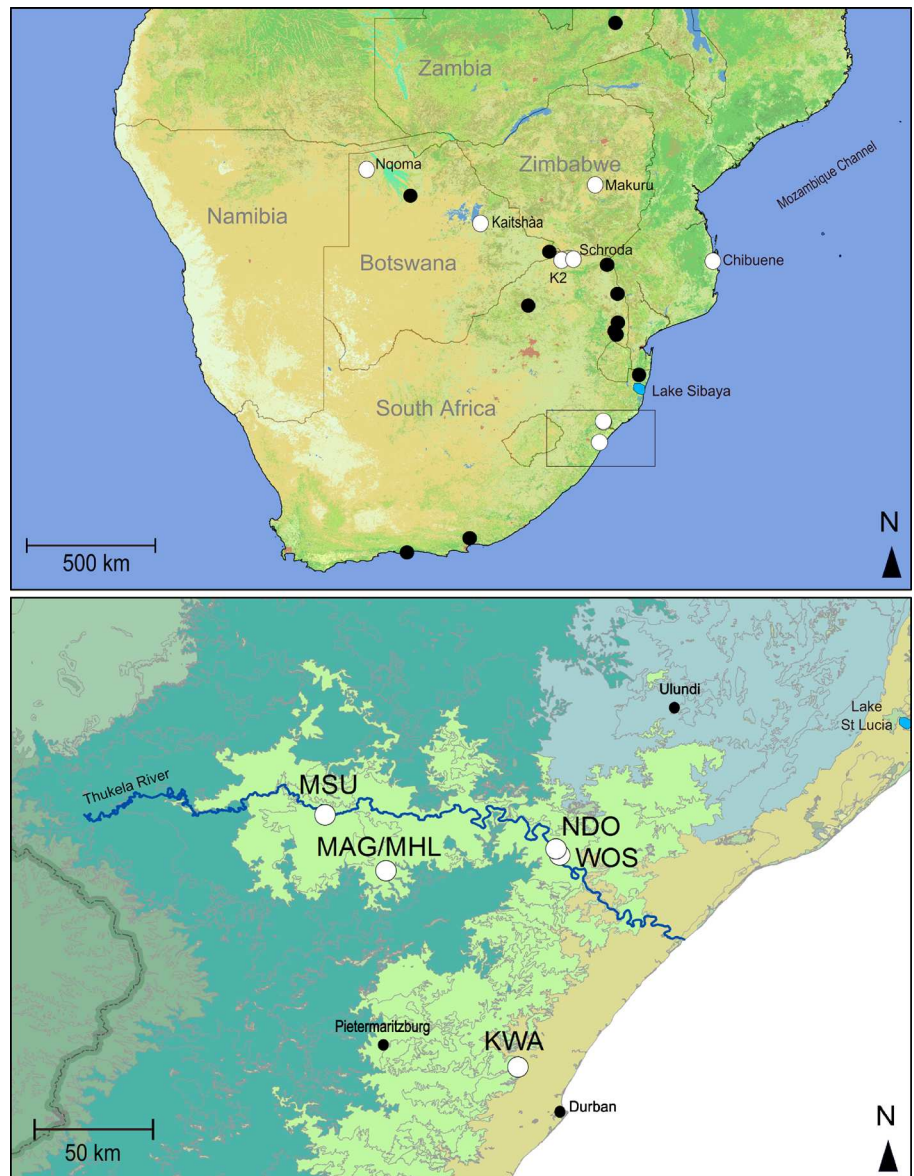 Zambia
Zimbabwe
Nqoma
Makuru
Mozambique Channel
Namibia
Kaitshàa
Botswana
Schroda
K2
Chibuene
Lake Sibaya
South Africa
500 km
N
Ulundi
Lake
St Lucia
Thukela River
MSU
NDO
MAG/MHL
WOS
Pietermaritzburg
KWA
Durban
50 km
N